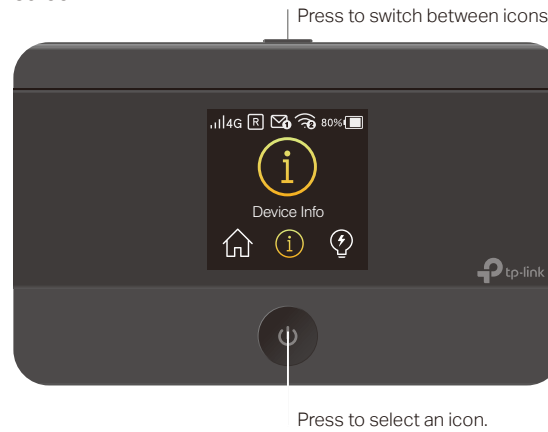 Press to switch between icons
4G R 80%
i
Device Info
i
tp-link
Press to select an icon.